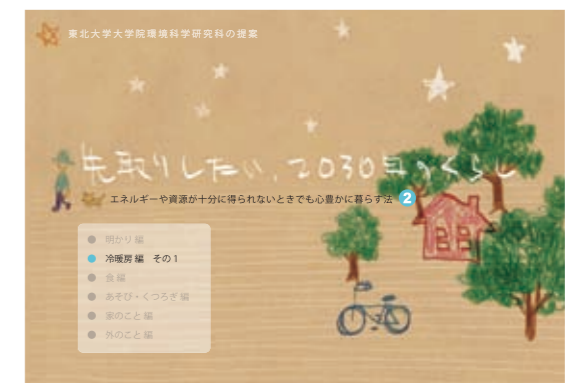 東北大学大学院環境科学研究科の提案
先取りしたい、2030年のくらし
エネルギーや資源が十分に得られないときでも心豊かに暮らす法 2
明かり編
冷暖房編 その1
食編
あそび・くつろぎ編
家のこと編
外のこと編